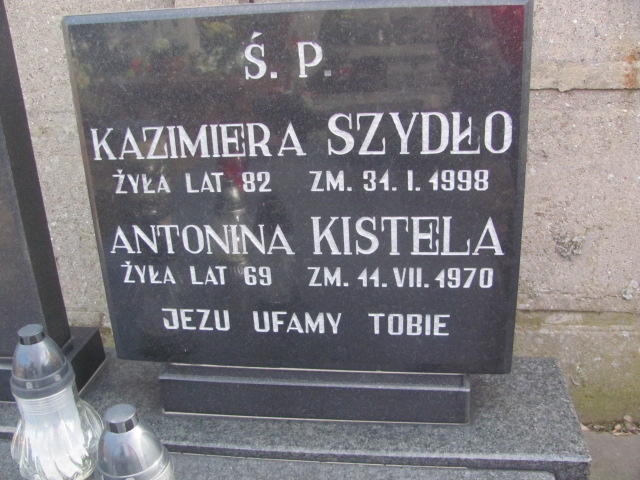 Ś. P.
KAZIMIERA SZYDŁO
ŻYŁA LAT 82 ZM. 31. I. 1998
ANTONINA KISTELA
ŻYŁA LAT 69 ZM. 11. VII. 1970
JEZU UFAMY TOBIE